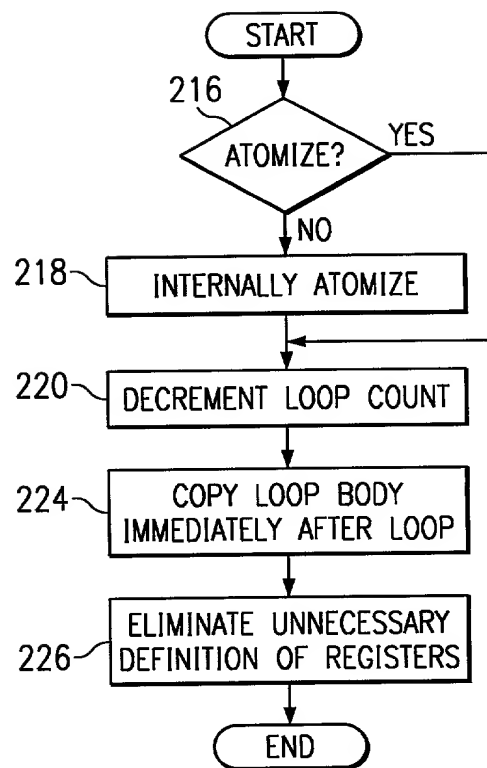 START
216
ATOMIZE?
YES
NO
218
INTERNALLY ATOMIZE
220
DECREMENT LOOP COUNT
224
COPY LOOP BODY
IMMEDIATELY AFTER LOOP
226
ELIMINATE UNNECESSARY
DEFINITION OF REGISTERS
END